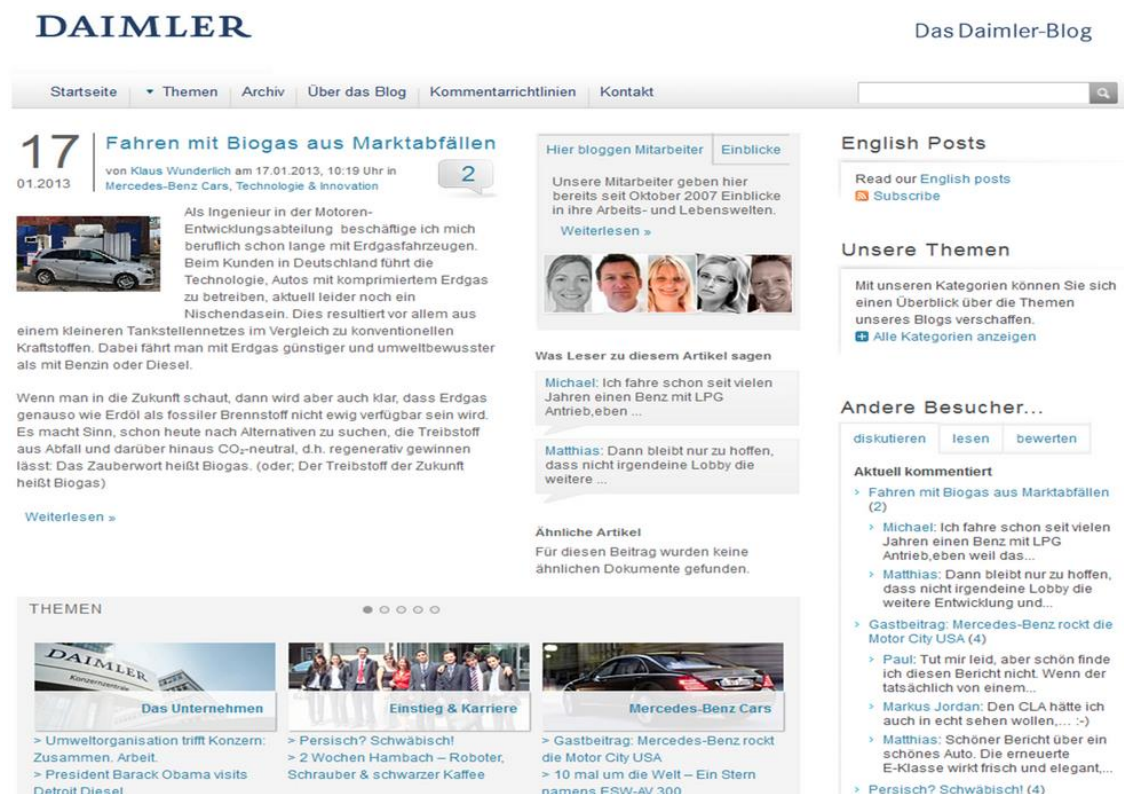 DAIMLER
Das Daimler-Blog
Startseite
Themen
Archiv
Über das Blog
Kommentarrichtlinien
Kontakt
17
01.2013
Fahren mit Biogas aus Marktabfällen
von Klaus Wunderlich am 17.01.2013, 10:19 Uhr in
Mercedes-Benz Cars, Technologie & Innovation
2
Als Ingenieur in der Motoren-
Entwicklungsabteilung beschäftige ich mich
beruflich schon lange mit Erdgasfahrzeugen.
Beim Kunden in Deutschland führt die
Technologie, Autos mit komprimiertem Erdgas
zu betreiben, aktuell leider noch ein
Nischendasein. Dies resultiert vor allem aus
einem kleineren Tankstellennetzes im Vergleich zu konventionellen
Kraftstoffen. Dabei fährt man mit Erdgas günstiger und umweltbewusster
als mit Benzin oder Diesel.
Wenn man in die Zukunft schaut, dann wird aber auch klar, dass Erdgas
genauso wie Erdöl als fossiler Brennstoff nicht ewig verfügbar sein wird.
Es macht Sinn, schon heute nach Alternativen zu suchen, die Treibstoff
aus Abfall und darüber hinaus CO₂-neutral, d.h. regenerativ gewinnen
lässt: Das Zauberwort heißt Biogas. (oder; Der Treibstoff der Zukunft
heißt Biogas)
Weiterlesen »
Hier bloggen Mitarbeiter
Einblicke
Unsere Mitarbeiter geben hier
bereits seit Oktober 2007 Einblicke
in ihre Arbeits- und Lebenswelten.
Weiterlesen »
Was Leser zu diesem Artikel sagen
Michael: Ich fahre schon seit vielen
Jahren einen Benz mit LPG
Antrieb,eben ...
Matthias: Dann bleibt nur zu hoffen,
dass nicht irgendeine Lobby die
weitere ...
Ähnliche Artikel
Für diesen Beitrag wurden keine
ähnlichen Dokumente gefunden.
English Posts
Read our English posts
Subscribe
Unsere Themen
Mit unseren Kategorien können Sie sich
einen Überblick über die Themen
unseres Blogs verschaffen.
Alle Kategorien anzeigen
Andere Besucher...
diskutieren
lesen
bewerten
Aktuell kommentiert
› Fahren mit Biogas aus Marktabfällen
(2)
› Michael: Ich fahre schon seit vielen
Jahren einen Benz mit LPG
Antrieb,eben weil das...
› Matthias: Dann bleibt nur zu hoffen,
dass nicht irgendeine Lobby die
weitere Entwicklung und...
› Gastbeitrag: Mercedes-Benz rockt die
Motor City USA (4)
› Paul: Tut mir leid, aber schön finde
ich diesen Bericht nicht. Wenn der
tatsächlich von einem...
› Markus Jordan: Den CLA hätte ich
auch in echt sehen wollen,... :-)
› Matthias: Schöner Bericht über ein
schönes Auto. Die erneuerte
E-Klasse wirkt frisch und elegant,...
› Persisch? Schwäbisch! (4)
THEMEN
DAIMLER
Konzernzentrale
Das Unternehmen
> Umweltorganisation trifft Konzern:
Zusammen. Arbeit.
> President Barack Obama visits
Detroit Diesel
Einstieg & Karriere
> Persisch? Schwäbisch!
> 2 Wochen Hambach – Roboter,
Schrauber & schwarzer Kaffee
Mercedes-Benz Cars
> Gastbeitrag: Mercedes-Benz rockt
die Motor City USA
> 10 mal um die Welt – Ein Stern
namens ESW-AV 300